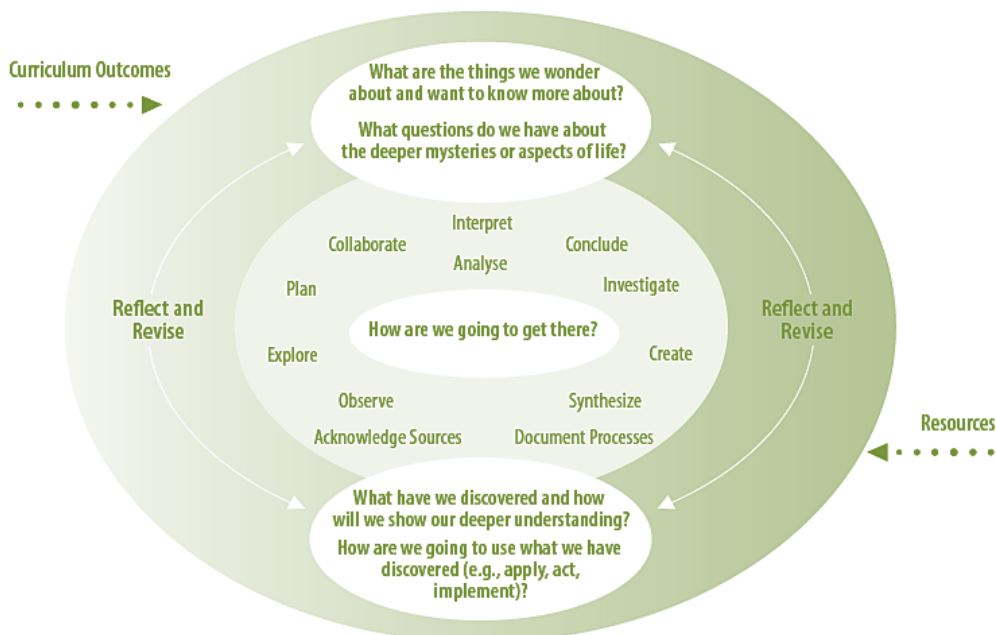 Curriculum Outcomes
What are the things we wonder
about and want to know more about?
What questions do we have about
the deeper mysteries or aspects of life?
Interpret
Collaborate
Conclude
Analyse
Plan
Investigate
Reflect and
Revise
How are we going to get there?
Reflect and
Revise
Explore
Create
Observe
Synthesize
Acknowledge Sources
Document Processes
Resources
What have we discovered and how
will we show our deeper understanding?
How are we going to use what we have
discovered (e.g., apply, act,
implement)?